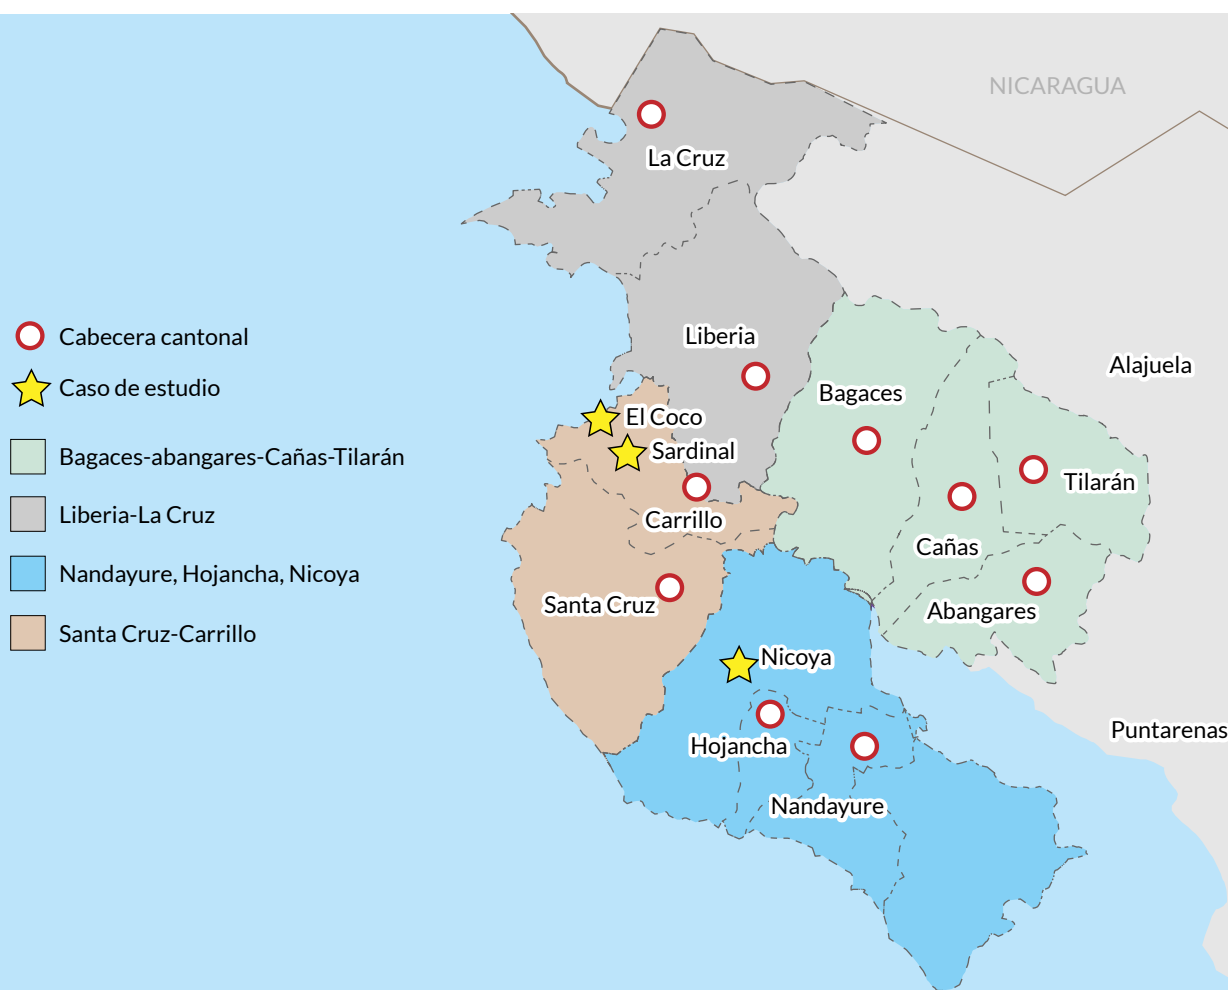 NICARAGUA
La Cruz
Liberia
Alajuela
Bagaces
El Coco
Sardinal
Tilarán
Carrillo
Cañas
Santa Cruz
Abangares
Nicoya
Puntarenas
Hojancha
Nandayure
Cabecera cantonal
Caso de estudio
Bagaces-abangares-Cañas-Tilarán
Liberia-La Cruz
Nandayure, Hojancha, Nicoya
Santa Cruz-Carrillo